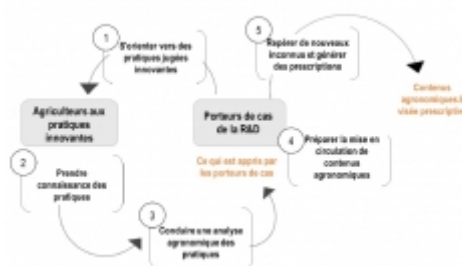 1
S'orienter vers des
pratiques jugées
innovantes
5
Repérer de nouveaux
inconnus et générer
des prescriptions
Contenus
agronomiques à
visée prescriptive
Agriculteurs aux
pratiques
innovantes
Porteurs de cas
de la R&D
2
Prendre
connaissance des
pratiques
Ce qui est appris par
les porteurs de cas
4
Préparer la mise en
circulation de
contenus
agronomiques
3
Conduire une analyse
agronomique des
pratiques